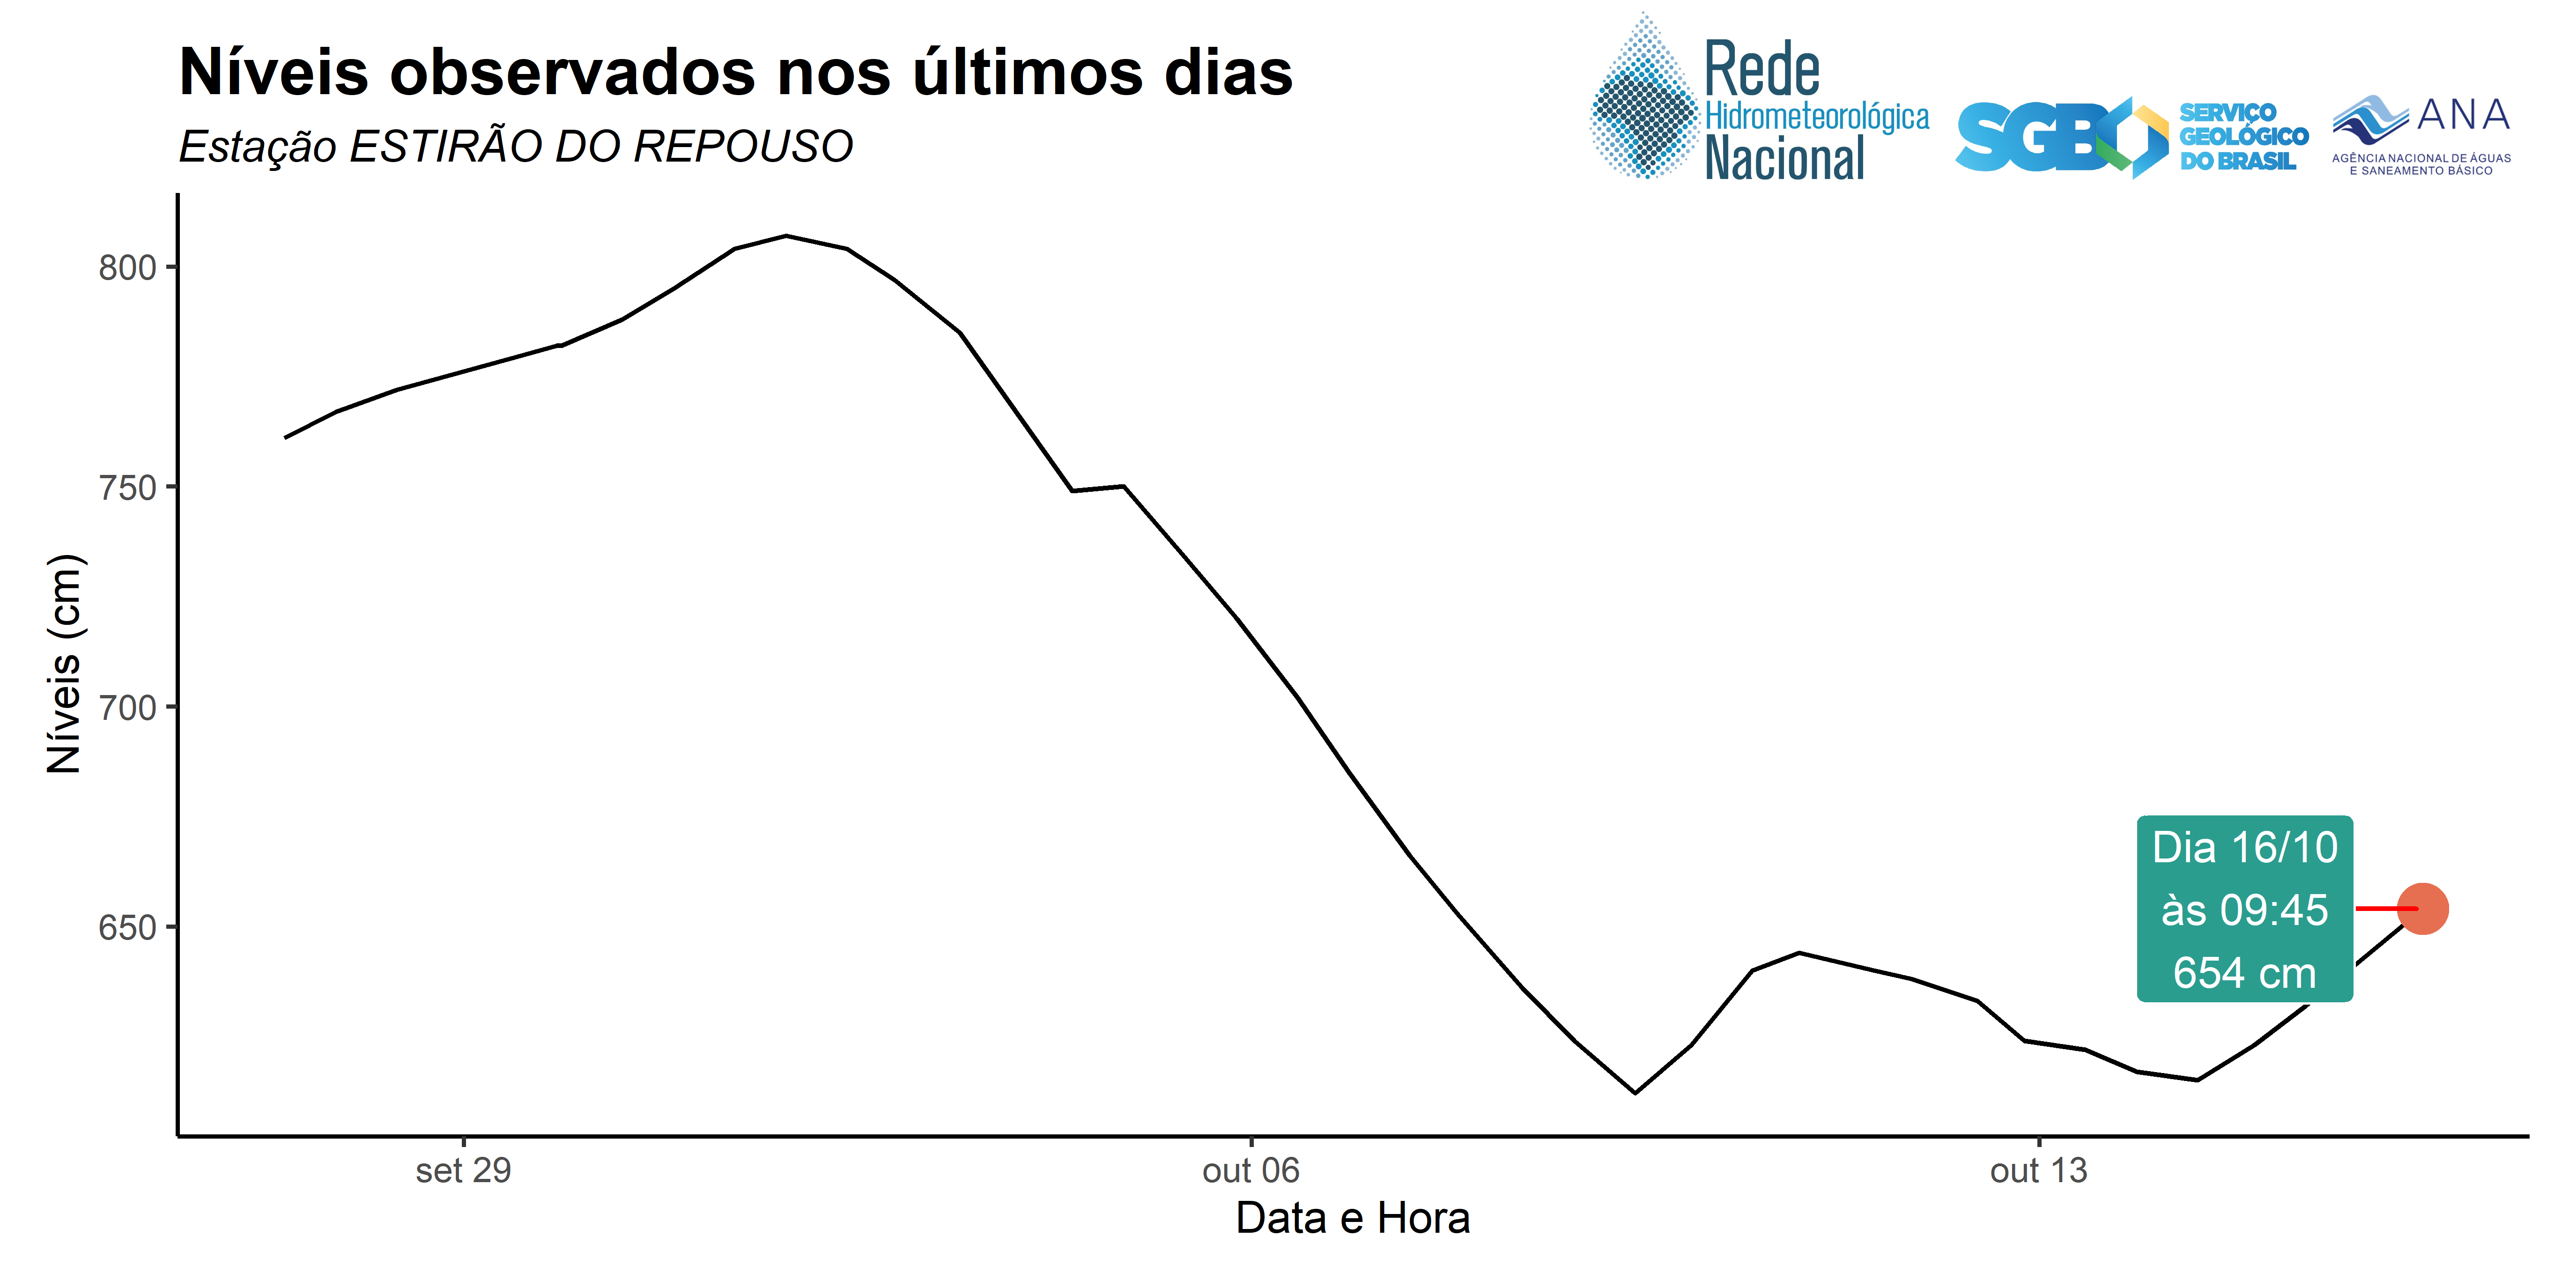 Níveis observados nos últimos dias
Estação ESTIRÃO DO REPOUSO
Rede
Hidrometeorológica
Nacional
SGB
SERVIÇO
GEOLÓGICO
DO BRASIL
ANA
AGÊNCIA NACIONAL DE ÁGUAS
E SANEAMENTO BÁSICO
Níveis (cm)
800
750
700
650
Dia 16/10
às 09:45
654 cm
set 29
out 06
out 13
Data e Hora